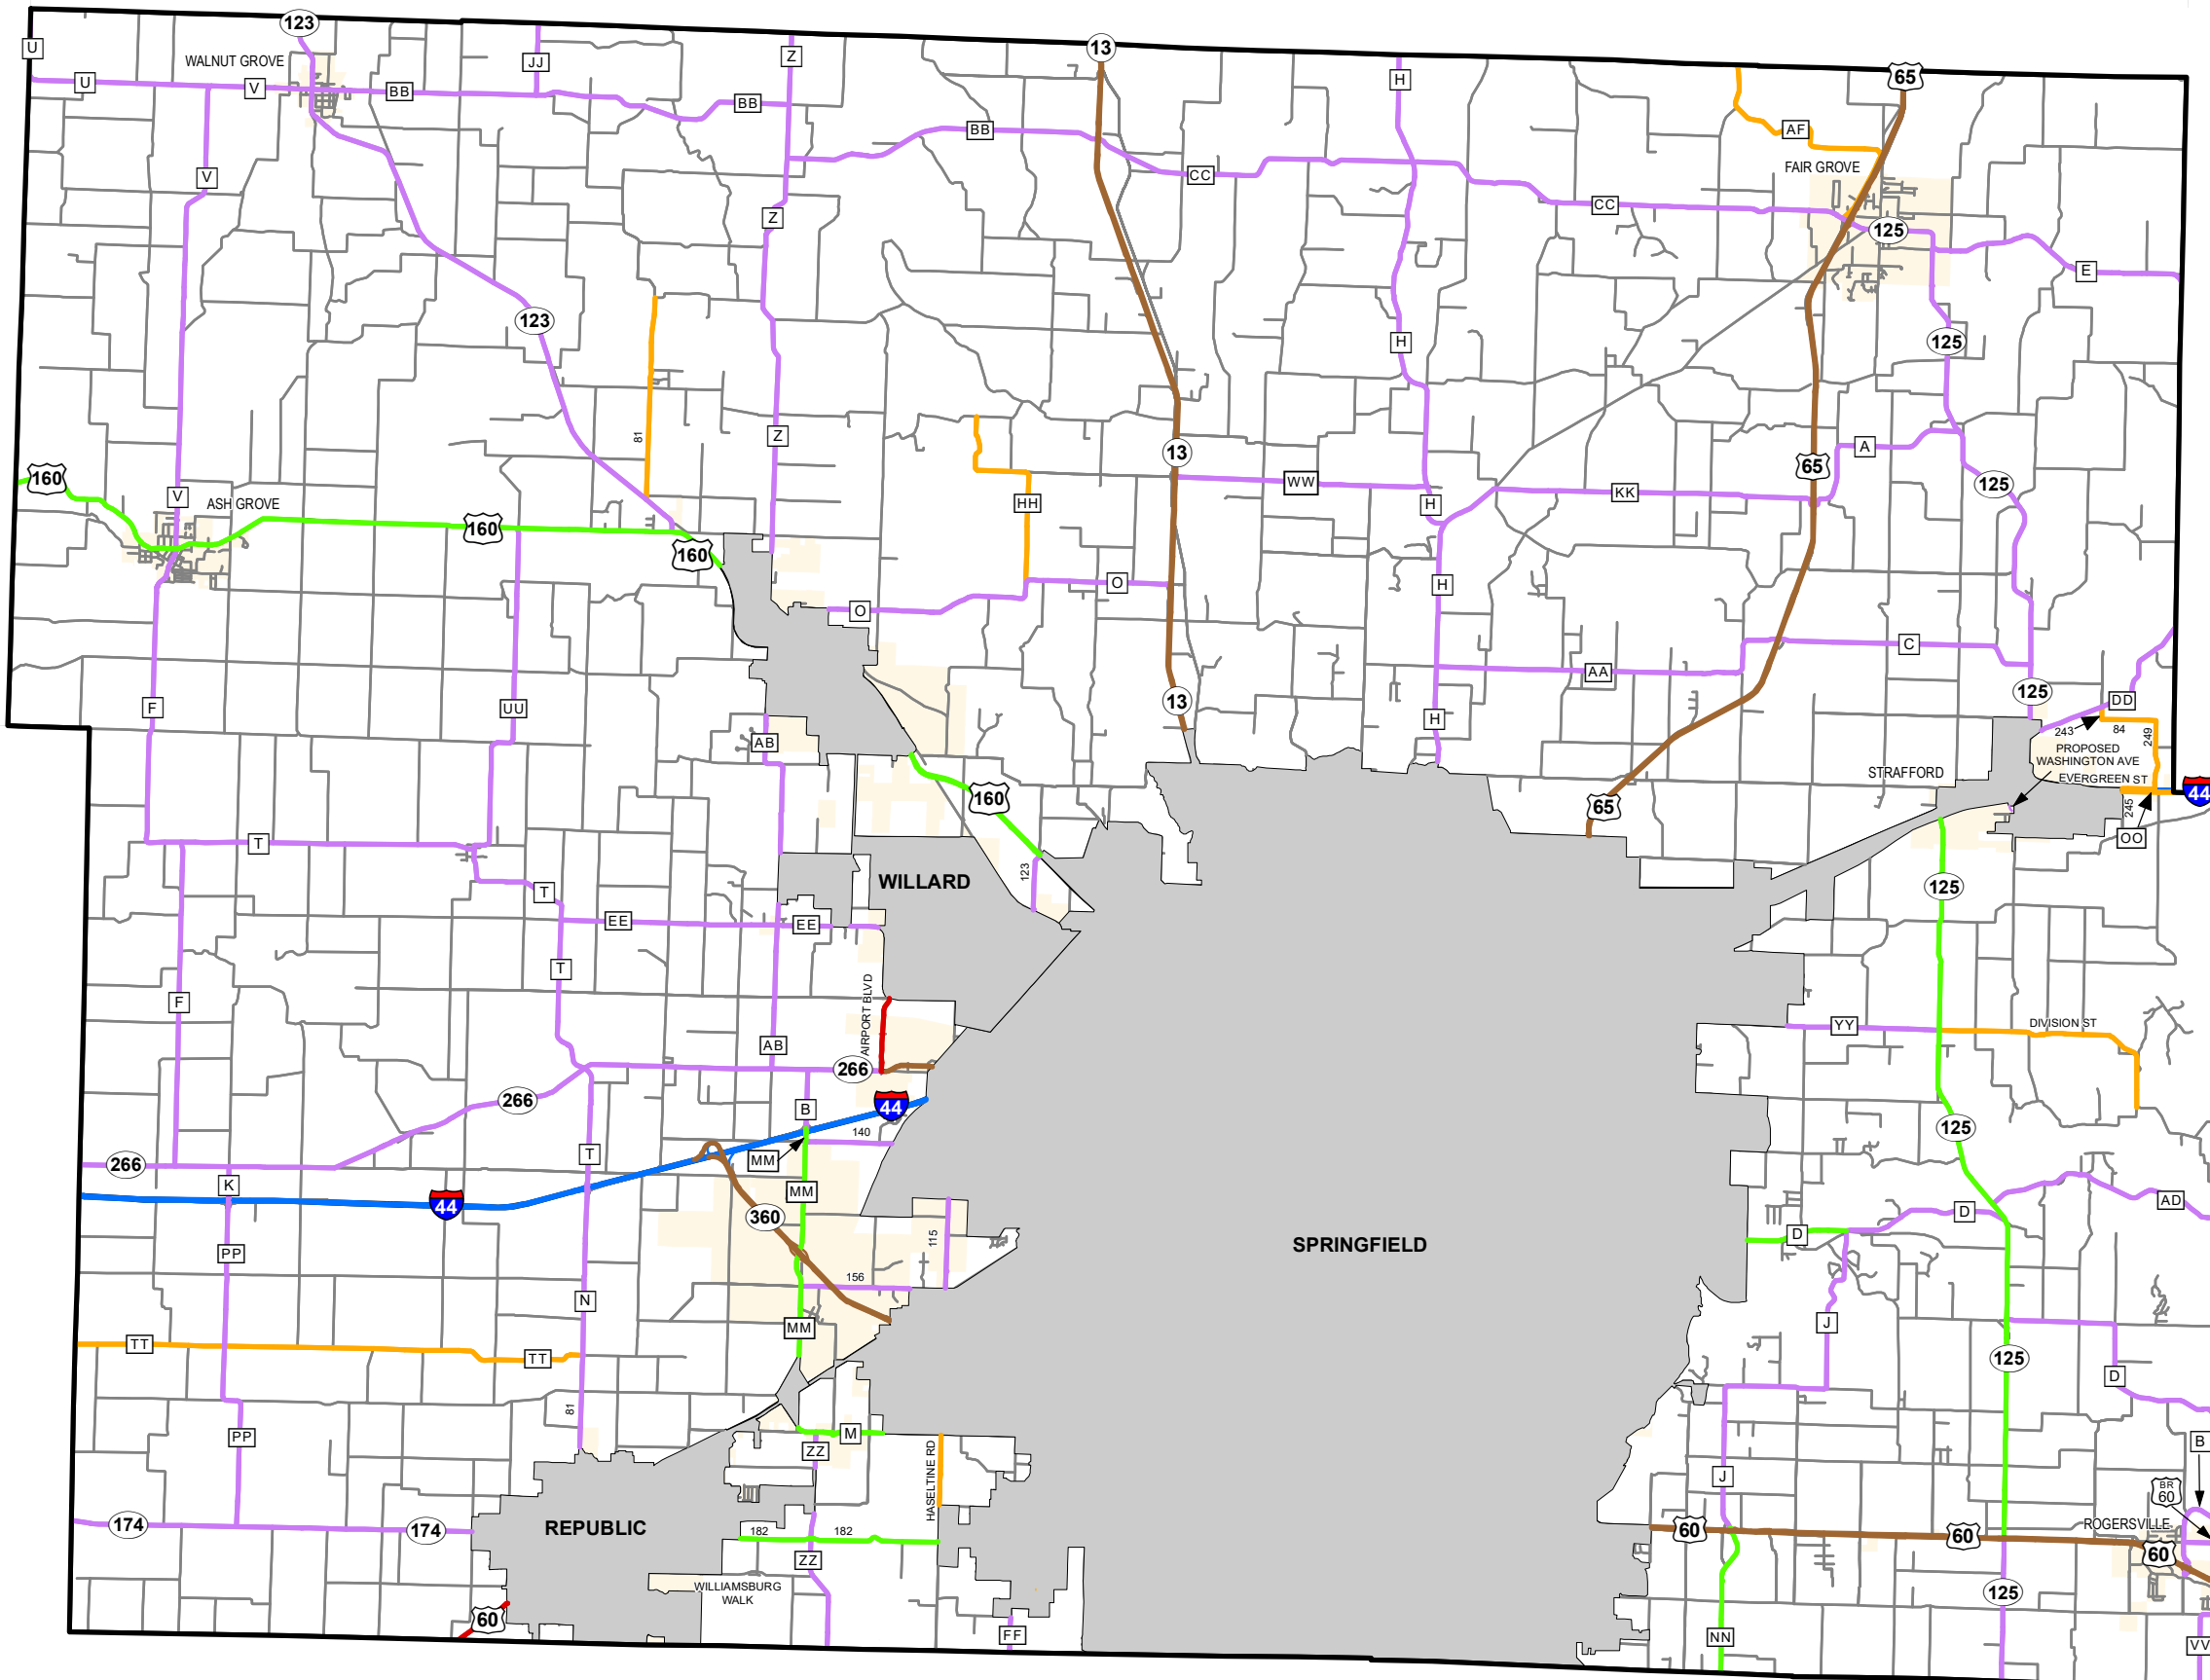 123
13
U
Z
JJ
65
WALNUT GROVE
H
U
V
BB
BB
AF
BB
FAIR GROVE
CC
V
CC
Z
125
E
123
H
125
Z
81
A
13
65
160
WW
125
KK
V
ASH GROVE
HH
H
160
160
O
H
O
C
AA
125
DD
F
UU
13
H
243
84
249
AB
PROPOSED
WASHINGTON AVE
STRAFFORD
EVERGREEN ST
44
160
65
245
OO
T
123
WILLARD
125
T
EE
EE
T
AIRPORT BLVD
F
YY
DIVISION ST
AB
266
266
B
44
125
140
T
MM
266
K
MM
AD
44
360
D
PP
115
D
SPRINGFIELD
156
N
J
MM
TT
TT
125
D
81
PP
M
ZZ
B
HASELTINE RD
J
BR
60
174
174
REPUBLIC
182
182
60
60
ROGERSVILLE
60
ZZ
WILLIAMSBURG
WALK
125
60
FF
NN
VV